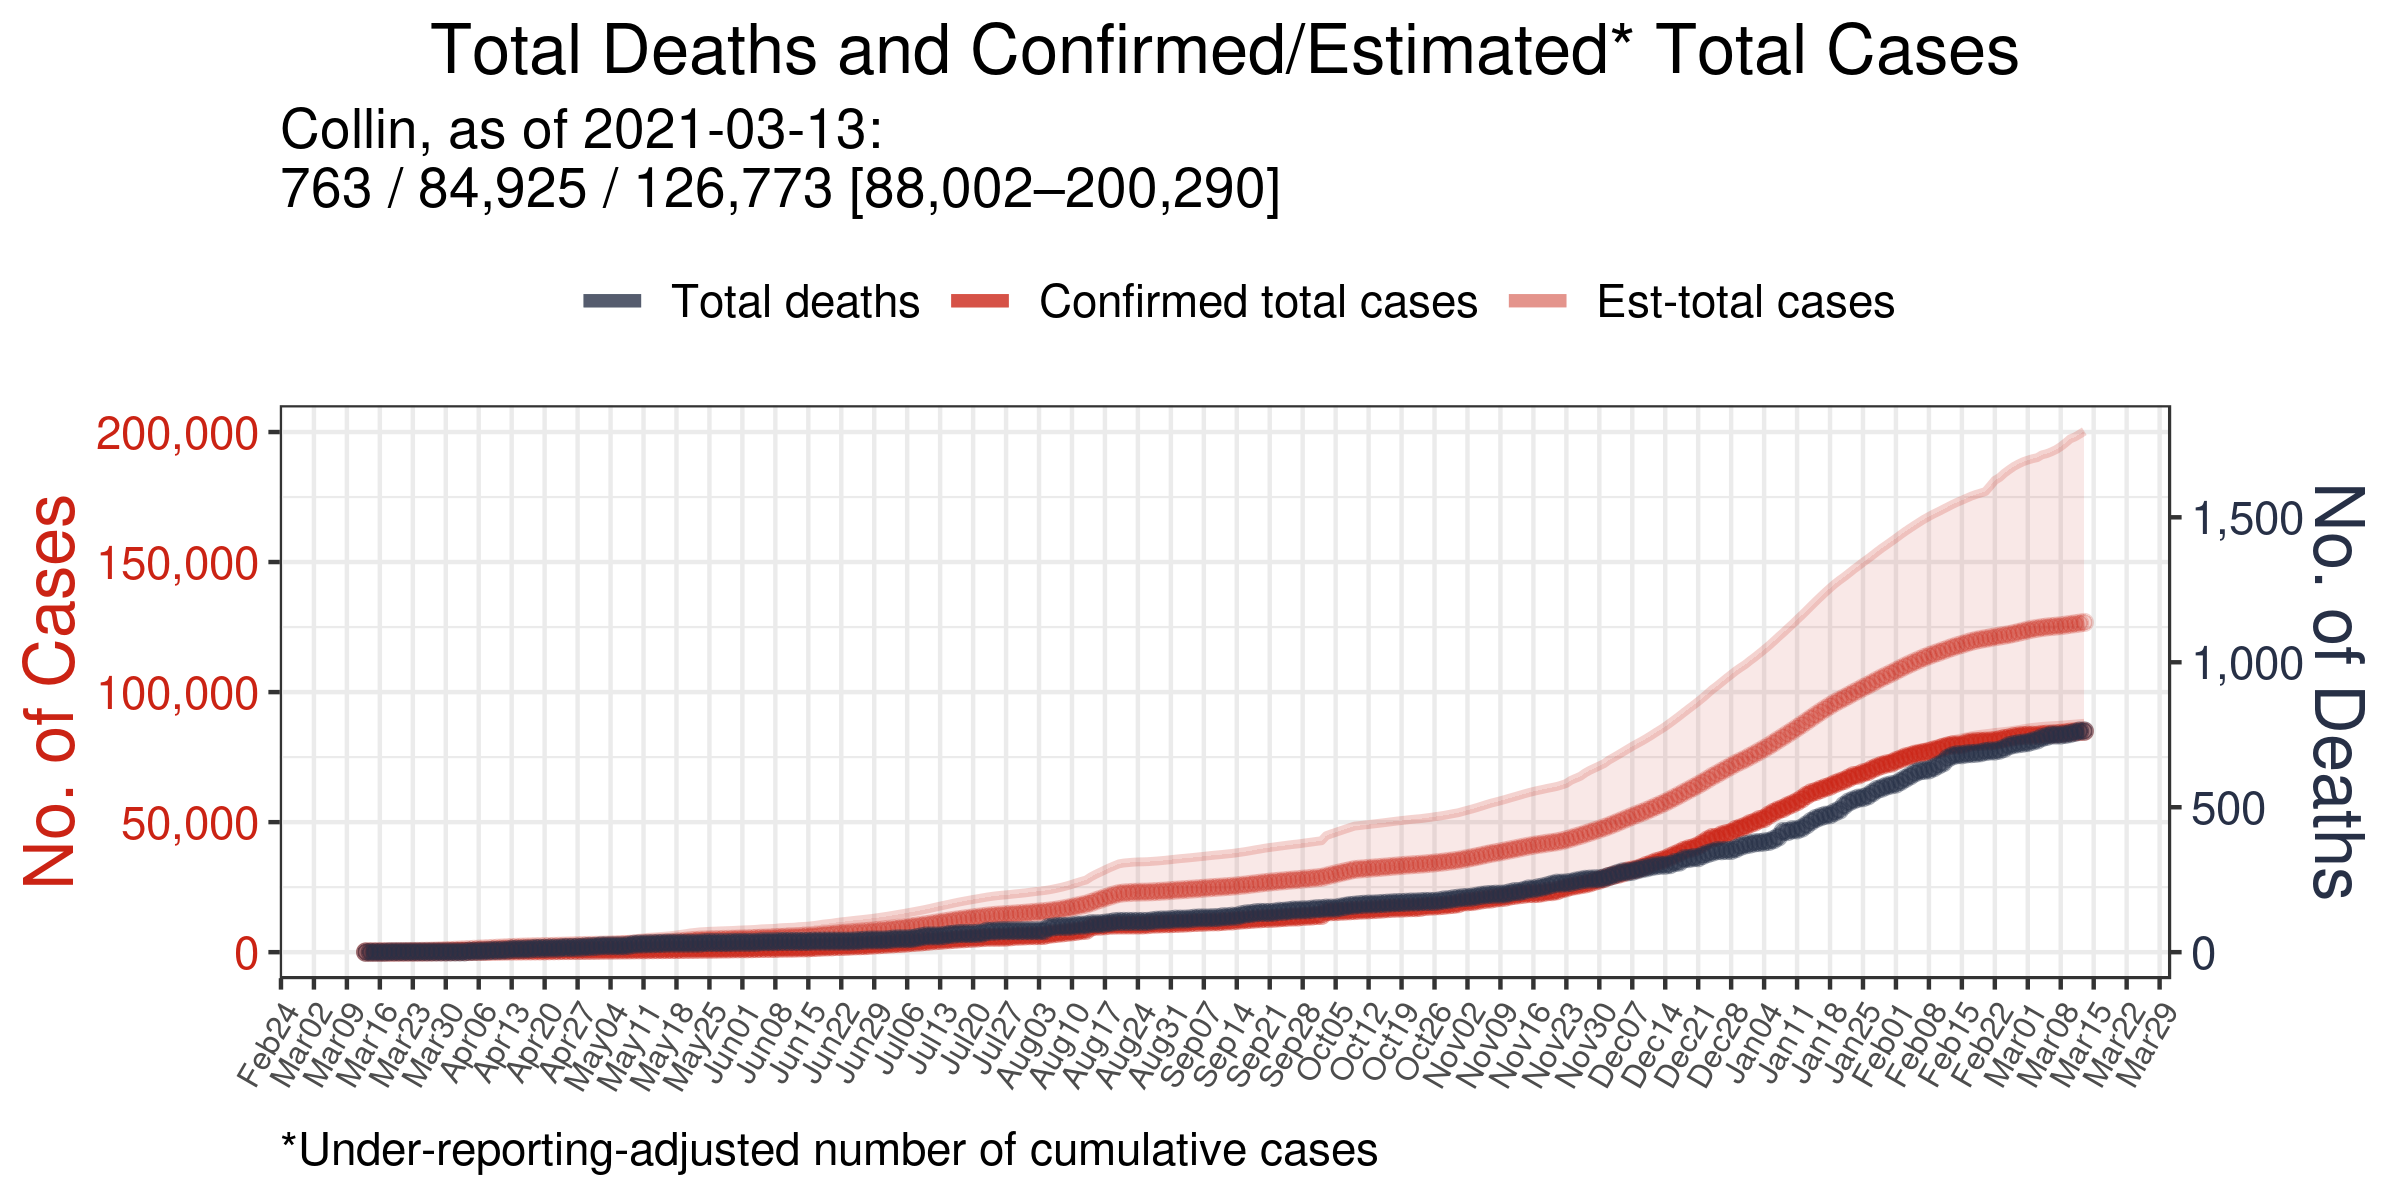 Total Deaths and Confirmed/Estimated* Total Cases
Collin, as of 2021-03-13:
763 / 84,925 / 126,773 [88,002–200,290]
Total deaths
Confirmed total cases
Est-total cases
No. of Cases
200,000
150,000
100,000
50,000
0
1,500
1,000
500
0
No. of Deaths
Feb24
Mar02
Mar09
Mar16
Mar23
Mar30
Apr06
Apr13
Apr20
Apr27
May04
May11
May18
May25
Jun01
Jun08
Jun15
Jun22
Jun29
Jul06
Jul13
Jul20
Jul27
Aug03
Aug10
Aug17
Aug24
Aug31
Sep07
Sep14
Sep21
Sep28
Oct05
Oct12
Oct19
Oct26
Nov02
Nov09
Nov16
Nov23
Nov30
Dec07
Dec14
Dec21
Dec28
Jan04
Jan11
Jan18
Jan25
Feb01
Feb08
Feb15
Feb22
Mar01
Mar08
Mar15
Mar22
Mar29
*Under-reporting-adjusted number of cumulative cases